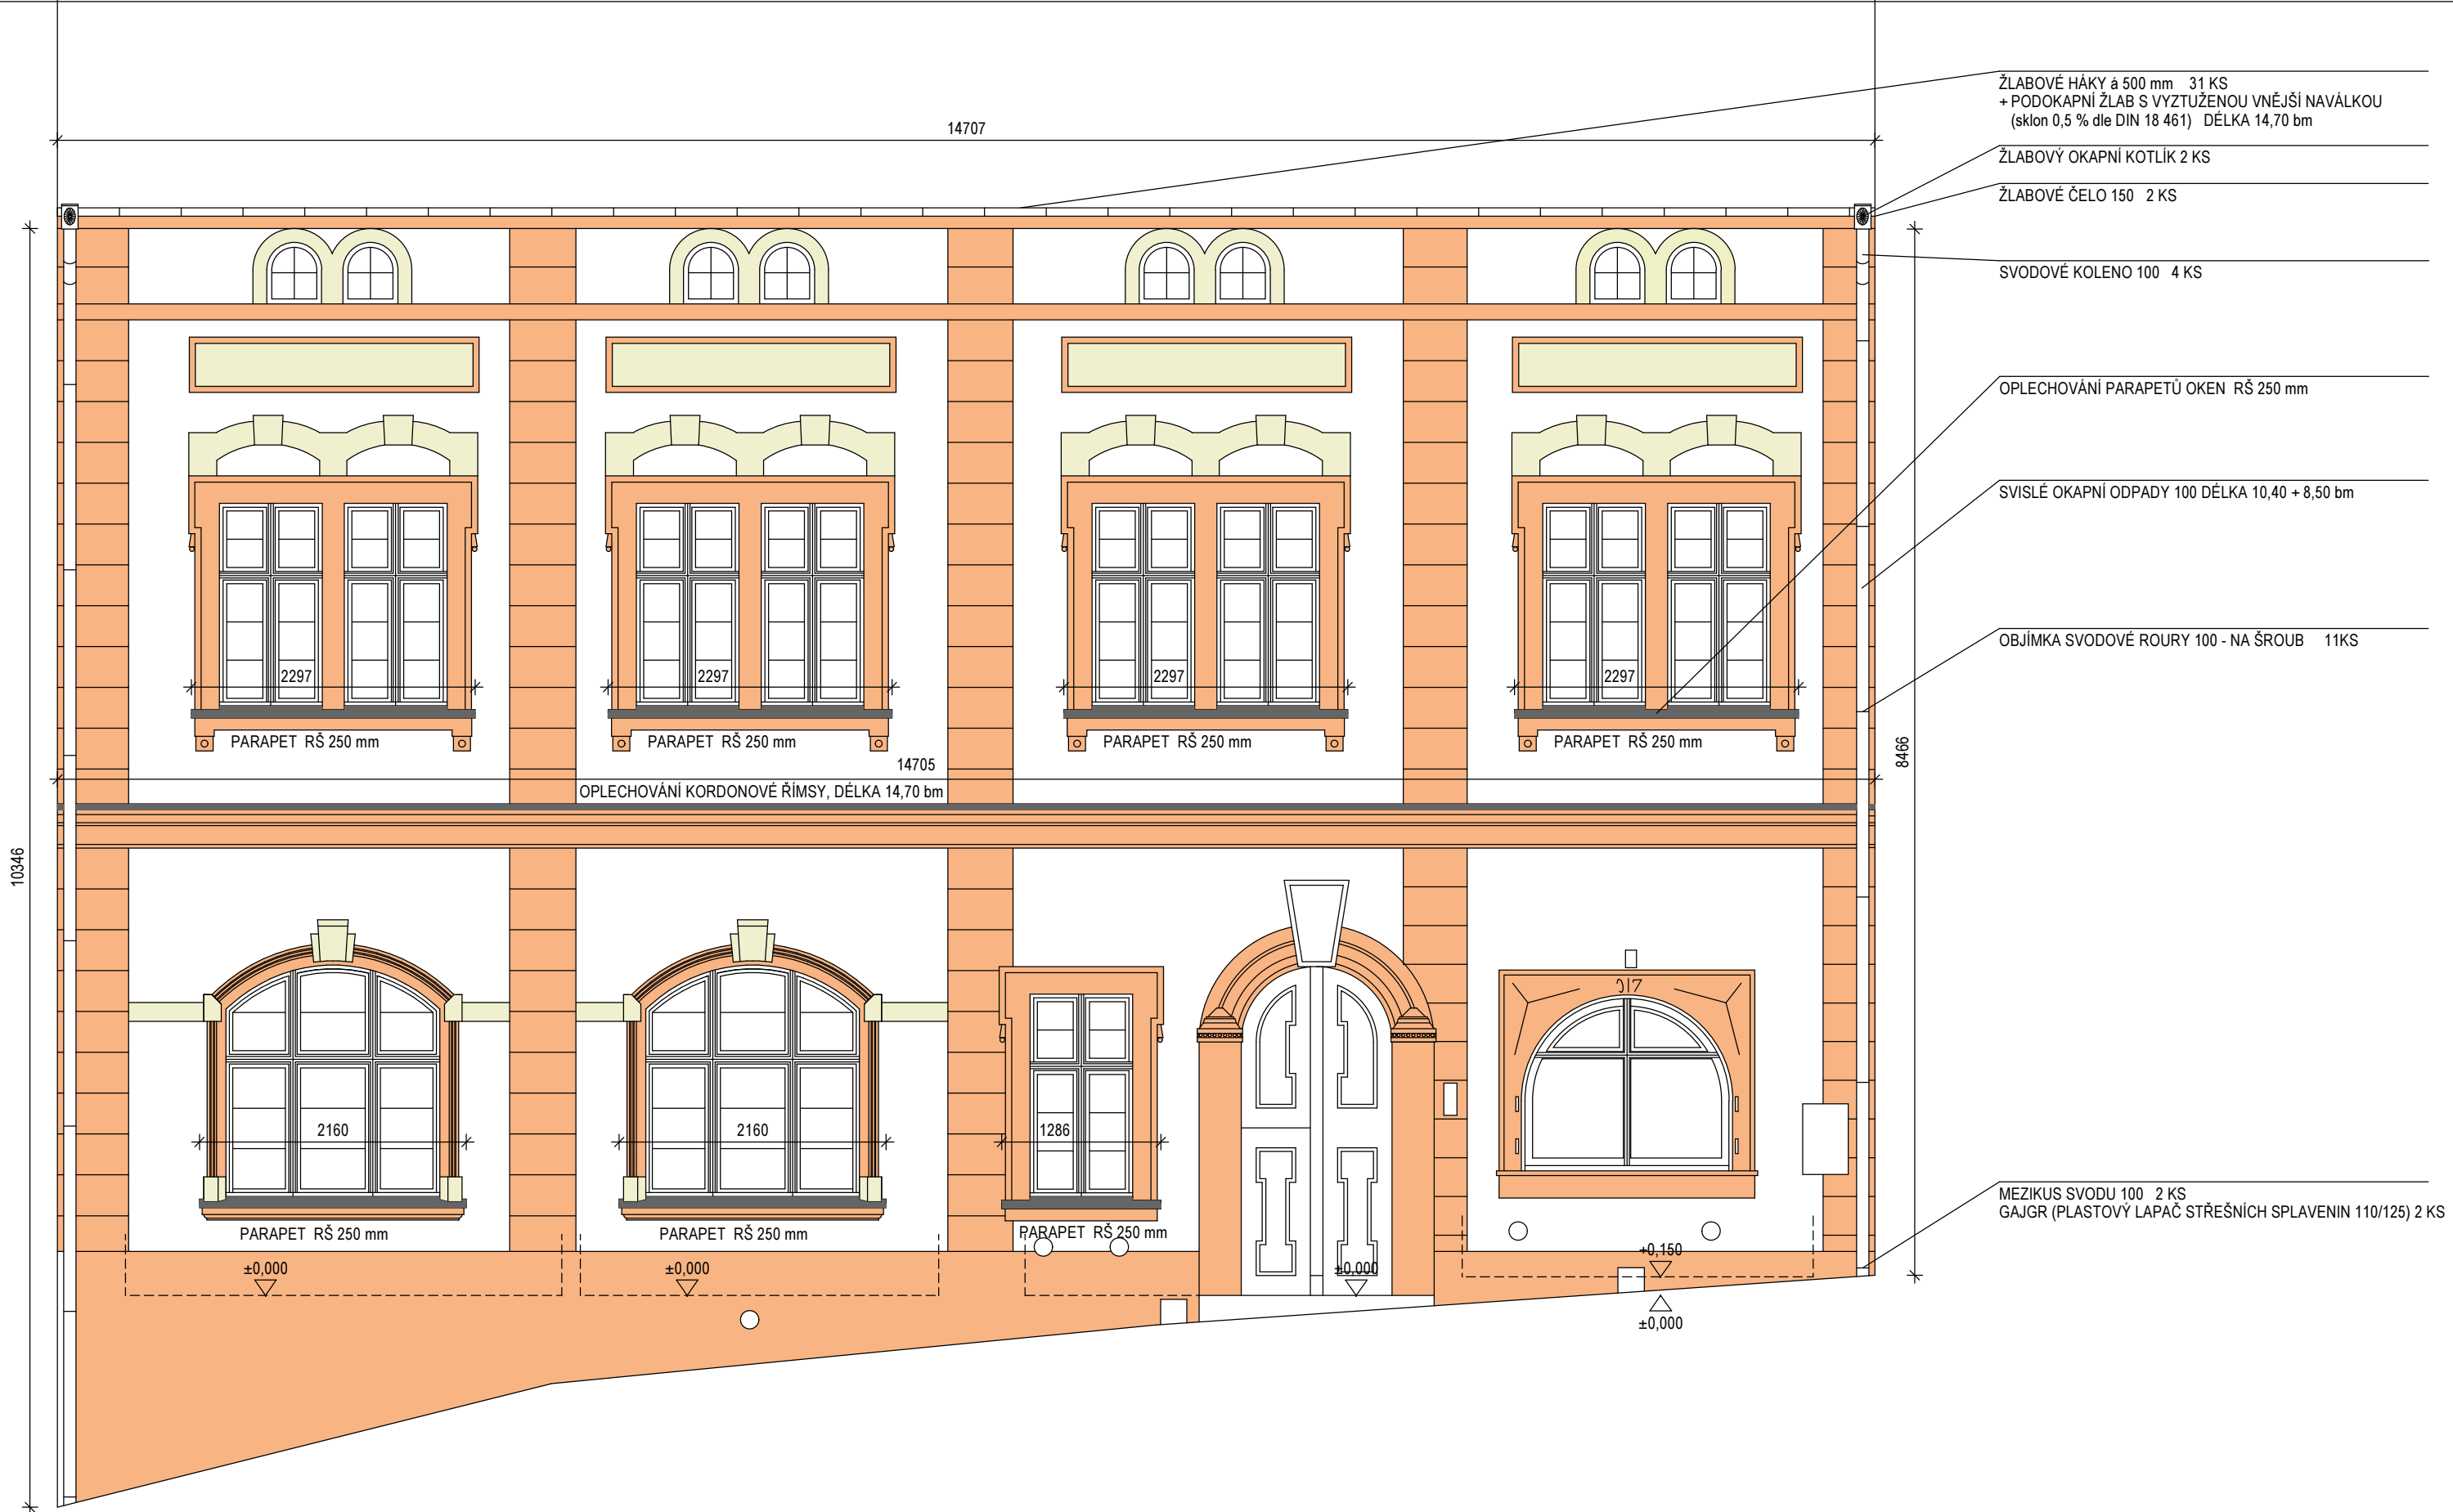 ŽLABOVÉ HÁKY á 500 mm 31 KS
+ PODOKAPNÍ ŽLAB S VYZTUŽENOU VNĚJŠÍ NAVÁLKOU
(sklon 0,5 % dle DIN 18 461) DÉLKA 14,70 bm
14707
ŽLABOVÝ OKAPNÍ KOTLÍK 2 KS
ŽLABOVÉ ČELO 150 2 KS
SVODOVÉ KOLENO 100 4 KS
OPLECHOVÁNÍ PARAPETŮ OKEN RŠ 250 mm
SVISLÉ OKAPNÍ ODPADY 100 DÉLKA 10,40 + 8,50 bm
OBJÍMKA SVODOVÉ ROURY 100 - NA ŠROUB 11KS
2297
2297
2297
2297
PARAPET RŠ 250 mm
PARAPET RŠ 250 mm
PARAPET RŠ 250 mm
PARAPET RŠ 250 mm
8466
14705
OPLECHOVÁNÍ KORDONOVÉ ŘÍMSY, DÉLKA 14,70 bm
10346
2160
2160
1286
MEZIKUS SVODU 100 2 KS
GAJGR (PLASTOVÝ LAPAČ STŘEŠNÍCH SPLAVENIN 110/125) 2 KS
PARAPET RŠ 250 mm
PARAPET RŠ 250 mm
PARAPET RŠ 250 mm
±0,000
±0,000
±0,000
+0,150
±0,000